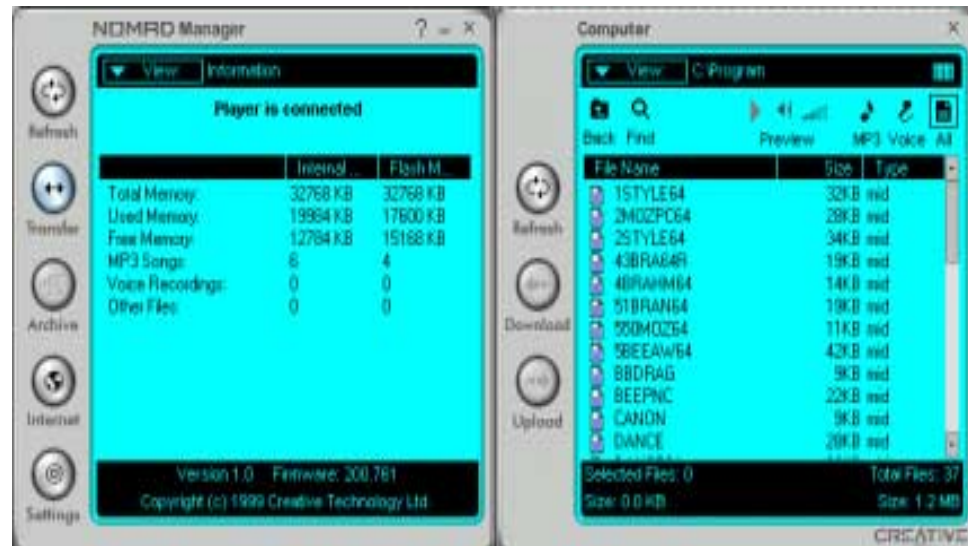 NOMAD Manager ? – ×
View Information
Player is connected
Internal ... Flash M...
Total Memory: 32768 KB 32768 KB
Used Memory: 19984 KB 17600 KB
Free Memory: 12784 KB 15168 KB
MP3 Songs: 6 4
Voice Recordings: 0 0
Other Files: 0 0
Version 1.0 Firmware: 200.761
Copyright (c) 1999 Creative Technology Ltd
Refresh
Transfer
Archive
Internet
Settings
Computer ×
View C:\Program
Back Find Preview MP3 Voice All
File Name Size Type
1STYLE64 32KB mid
2MOZPC64 28KB mid
2STYLE64 34KB mid
43BRA64R 19KB mid
4BRAHM64 14KB mid
51BRAN64 19KB mid
550MOZ64 11KB mid
5BEEAW64 42KB mid
BBDRAG 9KB mid
BEEPNC 22KB mid
CANON 9KB mid
DANCE 28KB mid
Selected Files: 0 Total Files: 37
Size: 0.0 KB Size: 1.2 MB
Refresh
Download
Upload
CREATIVE